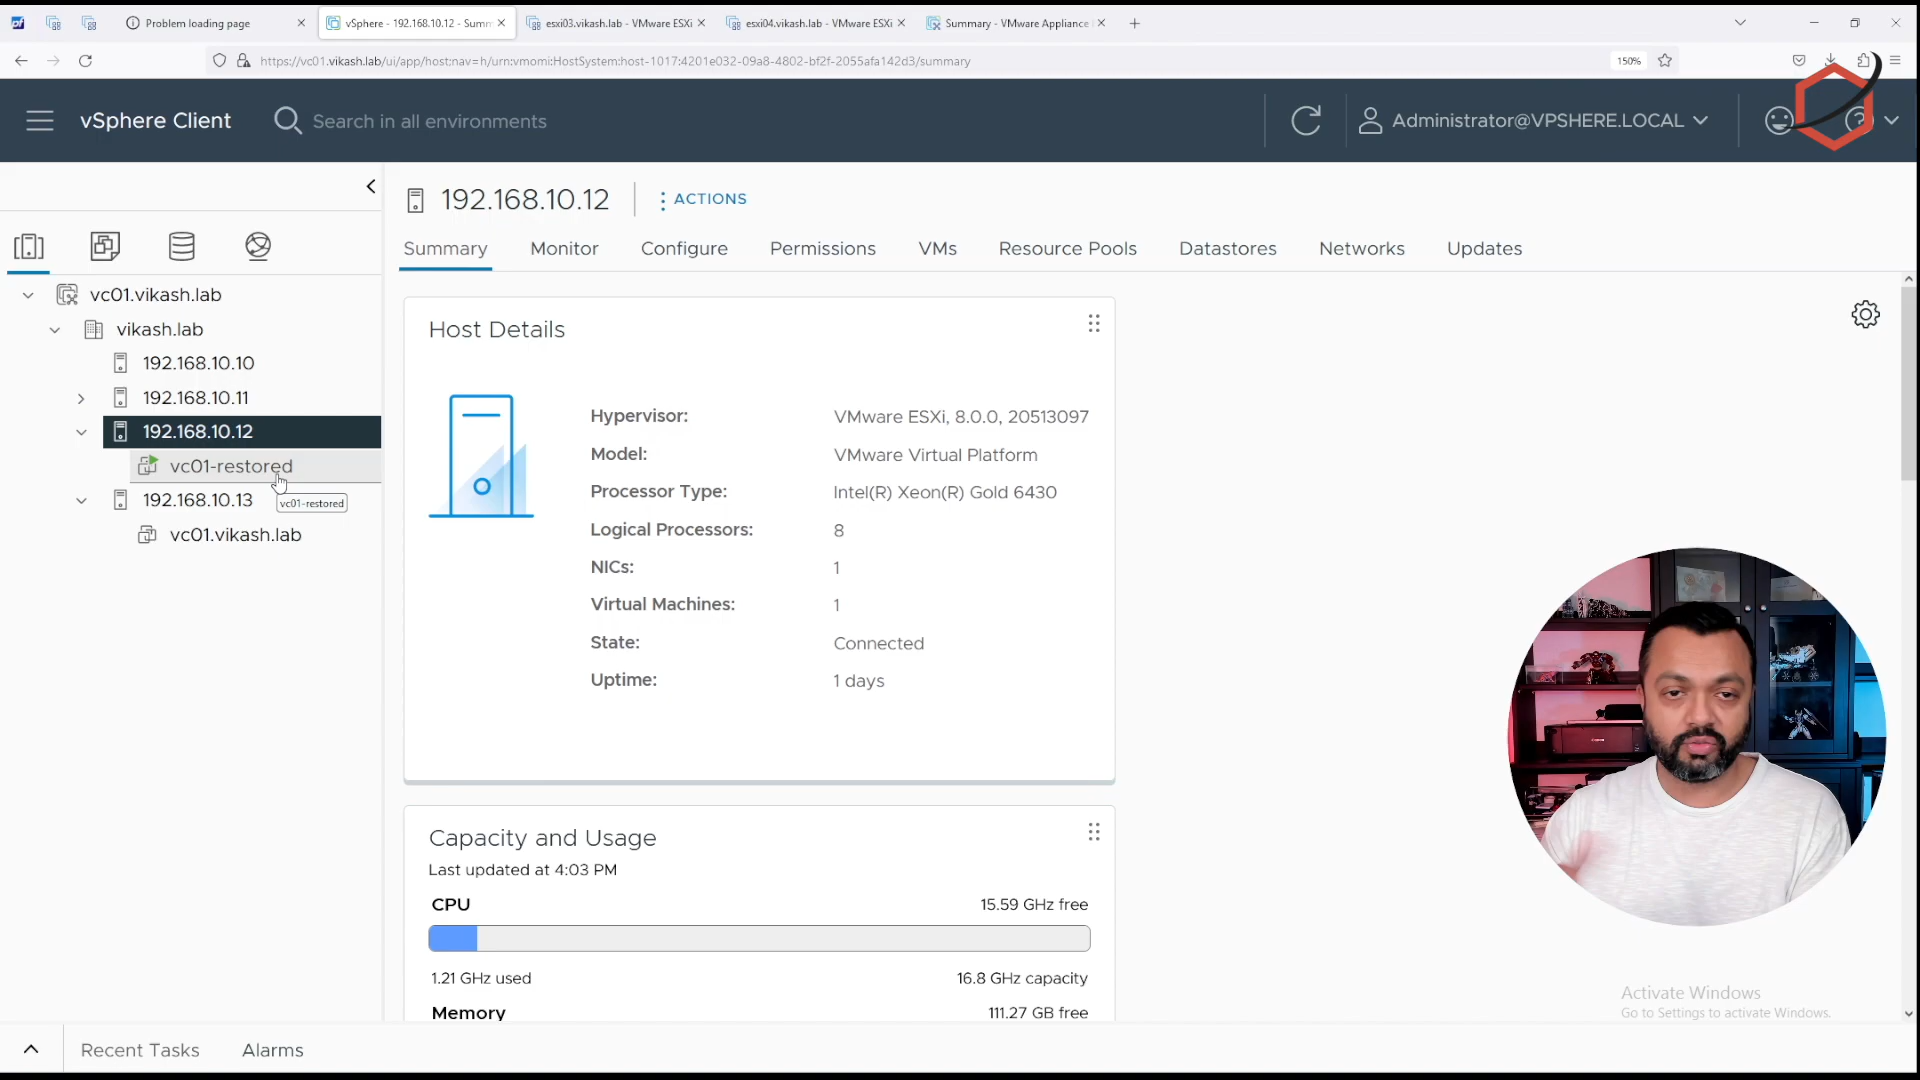 Problem loading page
vSphere - 192.168.10.12 - Summ
esxi03.vikash.lab - VMware ESXi
esxi04.vikash.lab - VMware ESXi
Summary - VMware Appliance
https://vc01.vikash.lab/ui/app/host;nav=h/urn:vmomi:HostSystem:host-1017:4201e032-09a8-4802-bf2f-2055afa142d3/summary
150%
vSphere Client
Search in all environments
Administrator@VPSHERE.LOCAL
192.168.10.12
ACTIONS
Summary
Monitor
Configure
Permissions
VMs
Resource Pools
Datastores
Networks
Updates
vc01.vikash.lab
vikash.lab
192.168.10.10
192.168.10.11
192.168.10.12
vc01-restored
192.168.10.13
vc01-restored
vc01.vikash.lab
Host Details
Hypervisor: VMware ESXi, 8.0.0, 20513097
Model: VMware Virtual Platform
Processor Type: Intel(R) Xeon(R) Gold 6430
Logical Processors: 8
NICs: 1
Virtual Machines: 1
State: Connected
Uptime: 1 days
Capacity and Usage
Last updated at 4:03 PM
CPU 15.59 GHz free
1.21 GHz used 16.8 GHz capacity
Memory 111.27 GB free
Activate Windows
Go to Settings to activate Windows.
Recent Tasks
Alarms